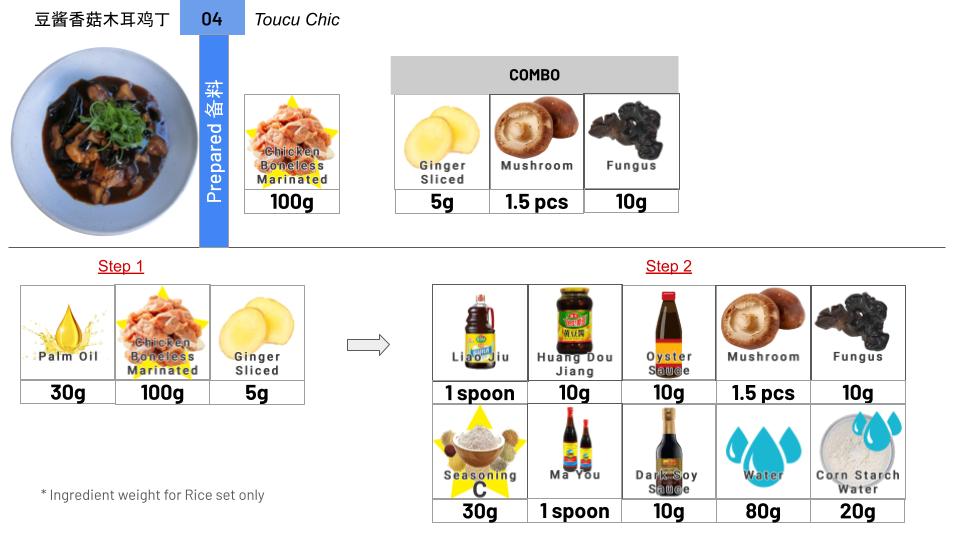 豆酱香菇木耳鸡丁
04
Toucu Chic
Prepared 备料
COMBO
Chicken
Boneless
Marinated
100g
Ginger
Sliced
5g
Mushroom
1.5 pcs
Fungus
10g
Step 1
Palm Oil
30g
Chicken
Boneless
Marinated
100g
Ginger
Sliced
5g
Step 2
Liao Jiu
1 spoon
Huang Dou
Jiang
10g
Oyster
Sauce
10g
Mushroom
1.5 pcs
Fungus
10g
Seasoning
C
30g
Ma You
1 spoon
Dark Soy
Sauce
10g
Water
80g
Corn Starch
Water
20g
* Ingredient weight for Rice set only